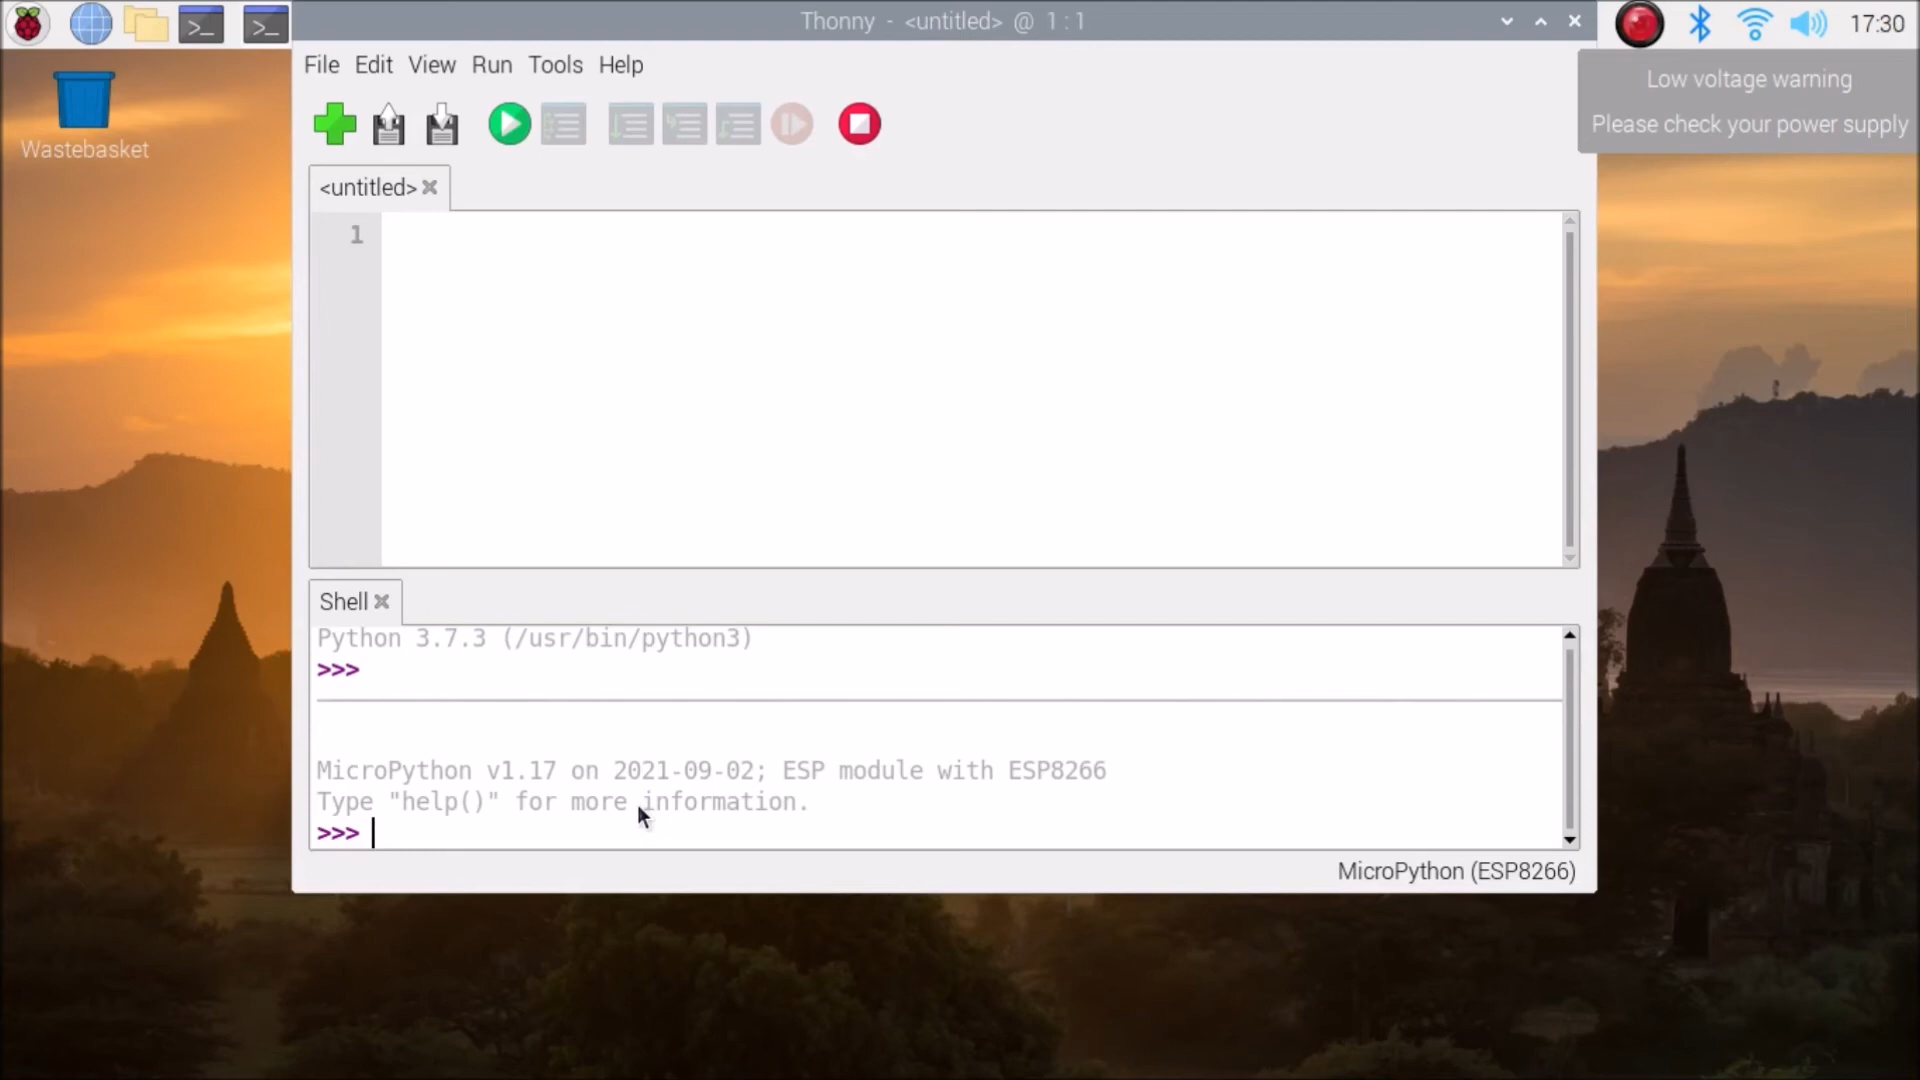 Thonny - <untitled> @ 1:1
17:30
File Edit View Run Tools Help
Low voltage warning
Please check your power supply
Wastebasket
<untitled>
1
Shell
Python 3.7.3 (/usr/bin/python3)
>>>
MicroPython v1.17 on 2021-09-02; ESP module with ESP8266
Type "help()" for more information.
>>>
MicroPython (ESP8266)